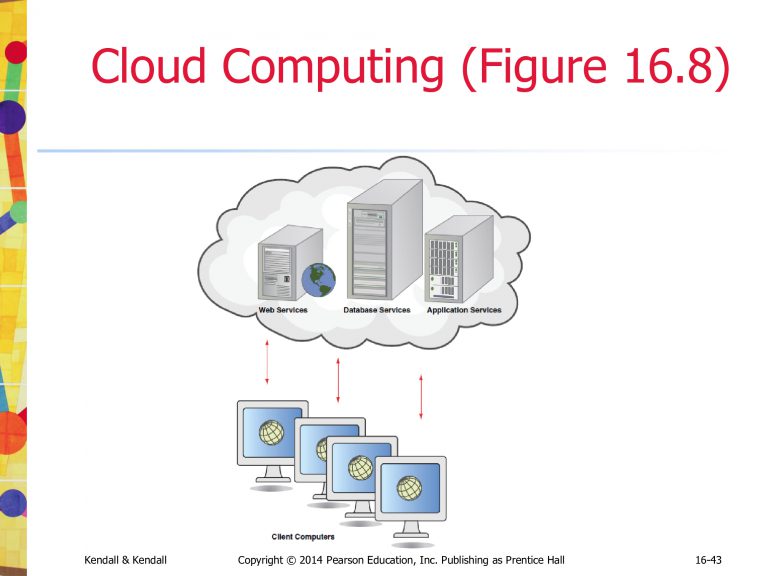 Cloud Computing (Figure 16.8)
Web Services
Database Services
Application Services
Client Computers
Kendall & Kendall
Copyright © 2014 Pearson Education, Inc. Publishing as Prentice Hall
16-43